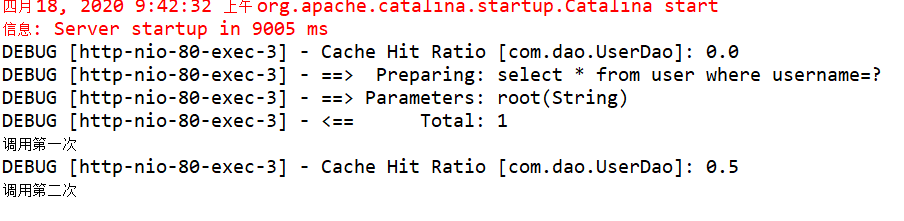 四月 18, 2020 9:42:32 上午 org.apache.catalina.startup.Catalina start
信息: Server startup in 9005 ms
DEBUG [http-nio-80-exec-3] - Cache Hit Ratio [com.dao.UserDao]: 0.0
DEBUG [http-nio-80-exec-3] - ==>  Preparing: select * from user where username=?
DEBUG [http-nio-80-exec-3] - ==> Parameters: root(String)
DEBUG [http-nio-80-exec-3] - <==      Total: 1
调用第一次
DEBUG [http-nio-80-exec-3] - Cache Hit Ratio [com.dao.UserDao]: 0.5
调用第二次